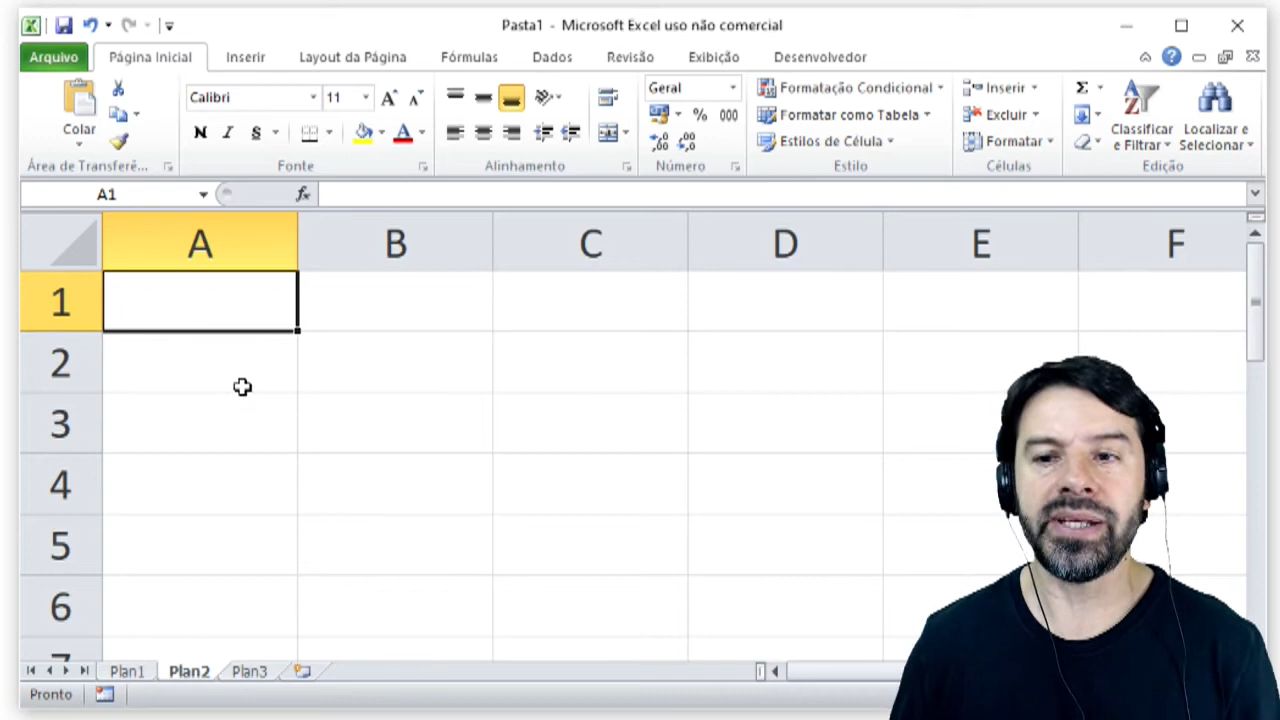 Pasta1 - Microsoft Excel uso não comercial
Arquivo Página Inicial Inserir Layout da Página Fórmulas Dados Revisão Exibição Desenvolvedor
Colar
Área de Transferê...
Calibri 11
N I S A
Fonte
Alinhamento
Geral
% 000
,00 ,00
Número
Formatação Condicional
Formatar como Tabela
Estilos de Célula
Estilo
Inserir
Excluir
Formatar
Células
Σ
Classificar e Filtrar
Localizar e Selecionar
Edição
A1 fx
A B C D E F
1
2
3
4
5
6
7
Plan1 Plan2 Plan3
Pronto